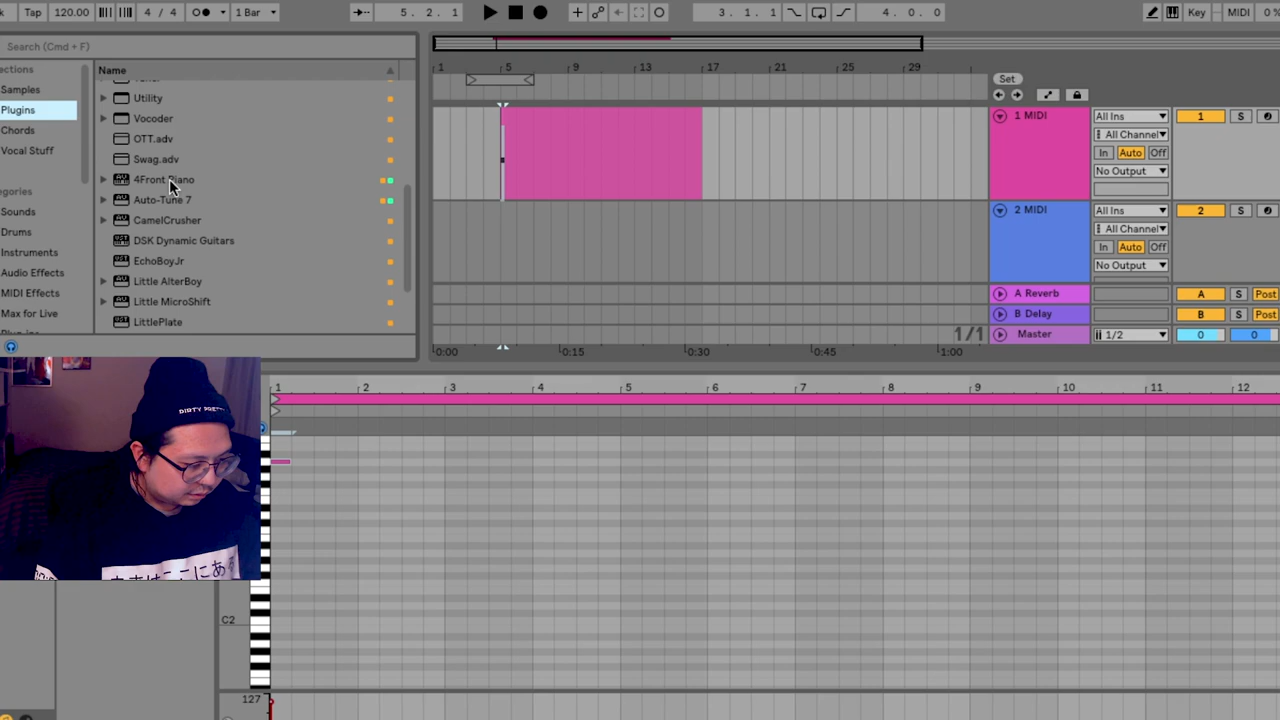 k Tap 120.00 4 / 4 1 Bar 5. 2. 1 3. 1. 1 4. 0. 0 Key MIDI 0 %
Search (Cmd + F)
ections
Samples
Plugins
Chords
Vocal Stuff
egories
Sounds
Drums
Instruments
Audio Effects
MIDI Effects
Max for Live
Name
Utility
Vocoder
OTT.adv
Swag.adv
4Front Piano
Auto-Tune 7
CamelCrusher
DSK Dynamic Guitars
EchoBoyJr
Little AlterBoy
Little MicroShift
LittlePlate
1 5 9 13 17 21 25 29
Set
1 MIDI All Ins 1 S
All Channel
In Auto Off
No Output
2 MIDI All Ins 2 S
All Channel
In Auto Off
No Output
A Reverb A S Post
B Delay B S Post
1/1 Master 1/2 0 0
0:00 0:15 0:30 0:45 1:00
1 2 3 4 5 6 7 8 9 10 11 12
C2
127
DIRTY PRETT